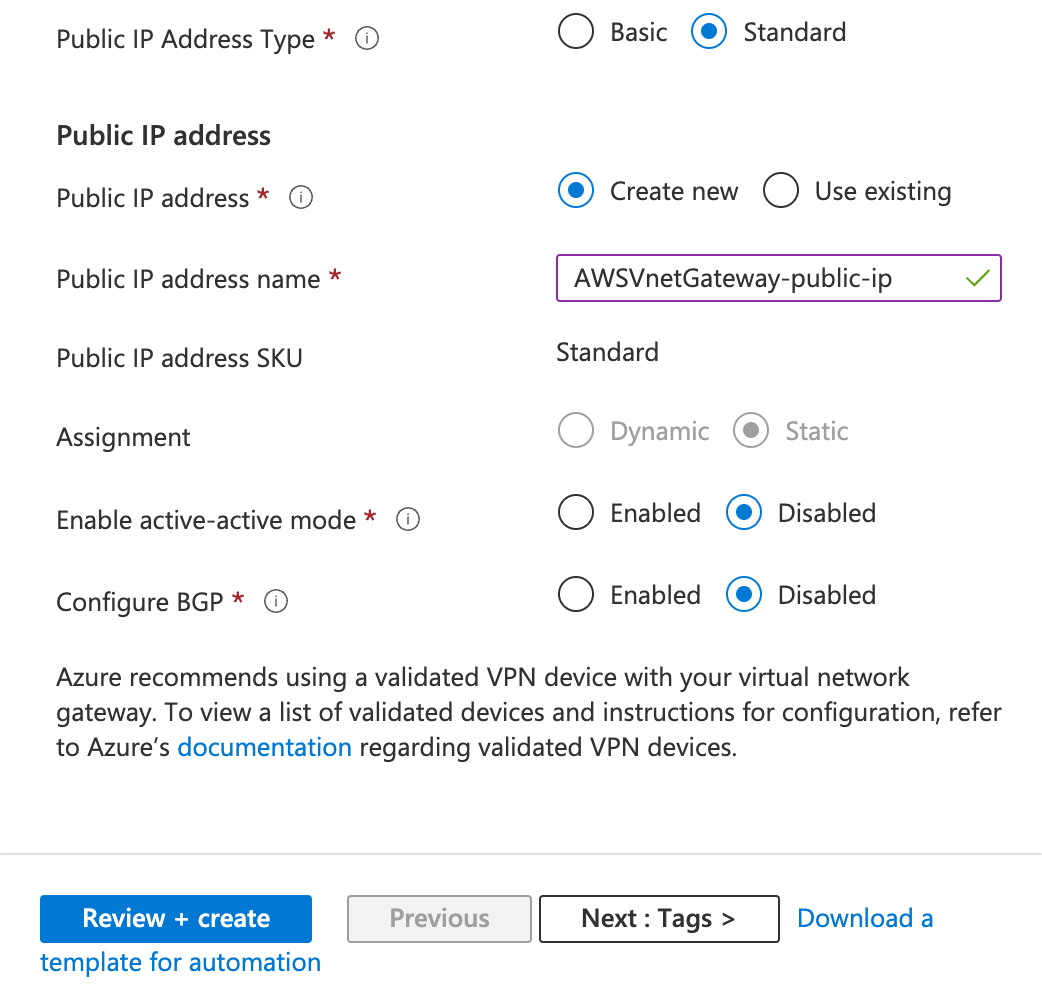 Public IP Address Type * Basic Standard
Public IP address
Public IP address * Create new Use existing
Public IP address name * AWSVnetGateway-public-ip
Public IP address SKU Standard
Assignment Dynamic Static
Enable active-active mode * Enabled Disabled
Configure BGP * Enabled Disabled
Azure recommends using a validated VPN device with your virtual network
gateway. To view a list of validated devices and instructions for configuration, refer
to Azure’s documentation regarding validated VPN devices.
Review + create Previous Next : Tags > Download a
template for automation